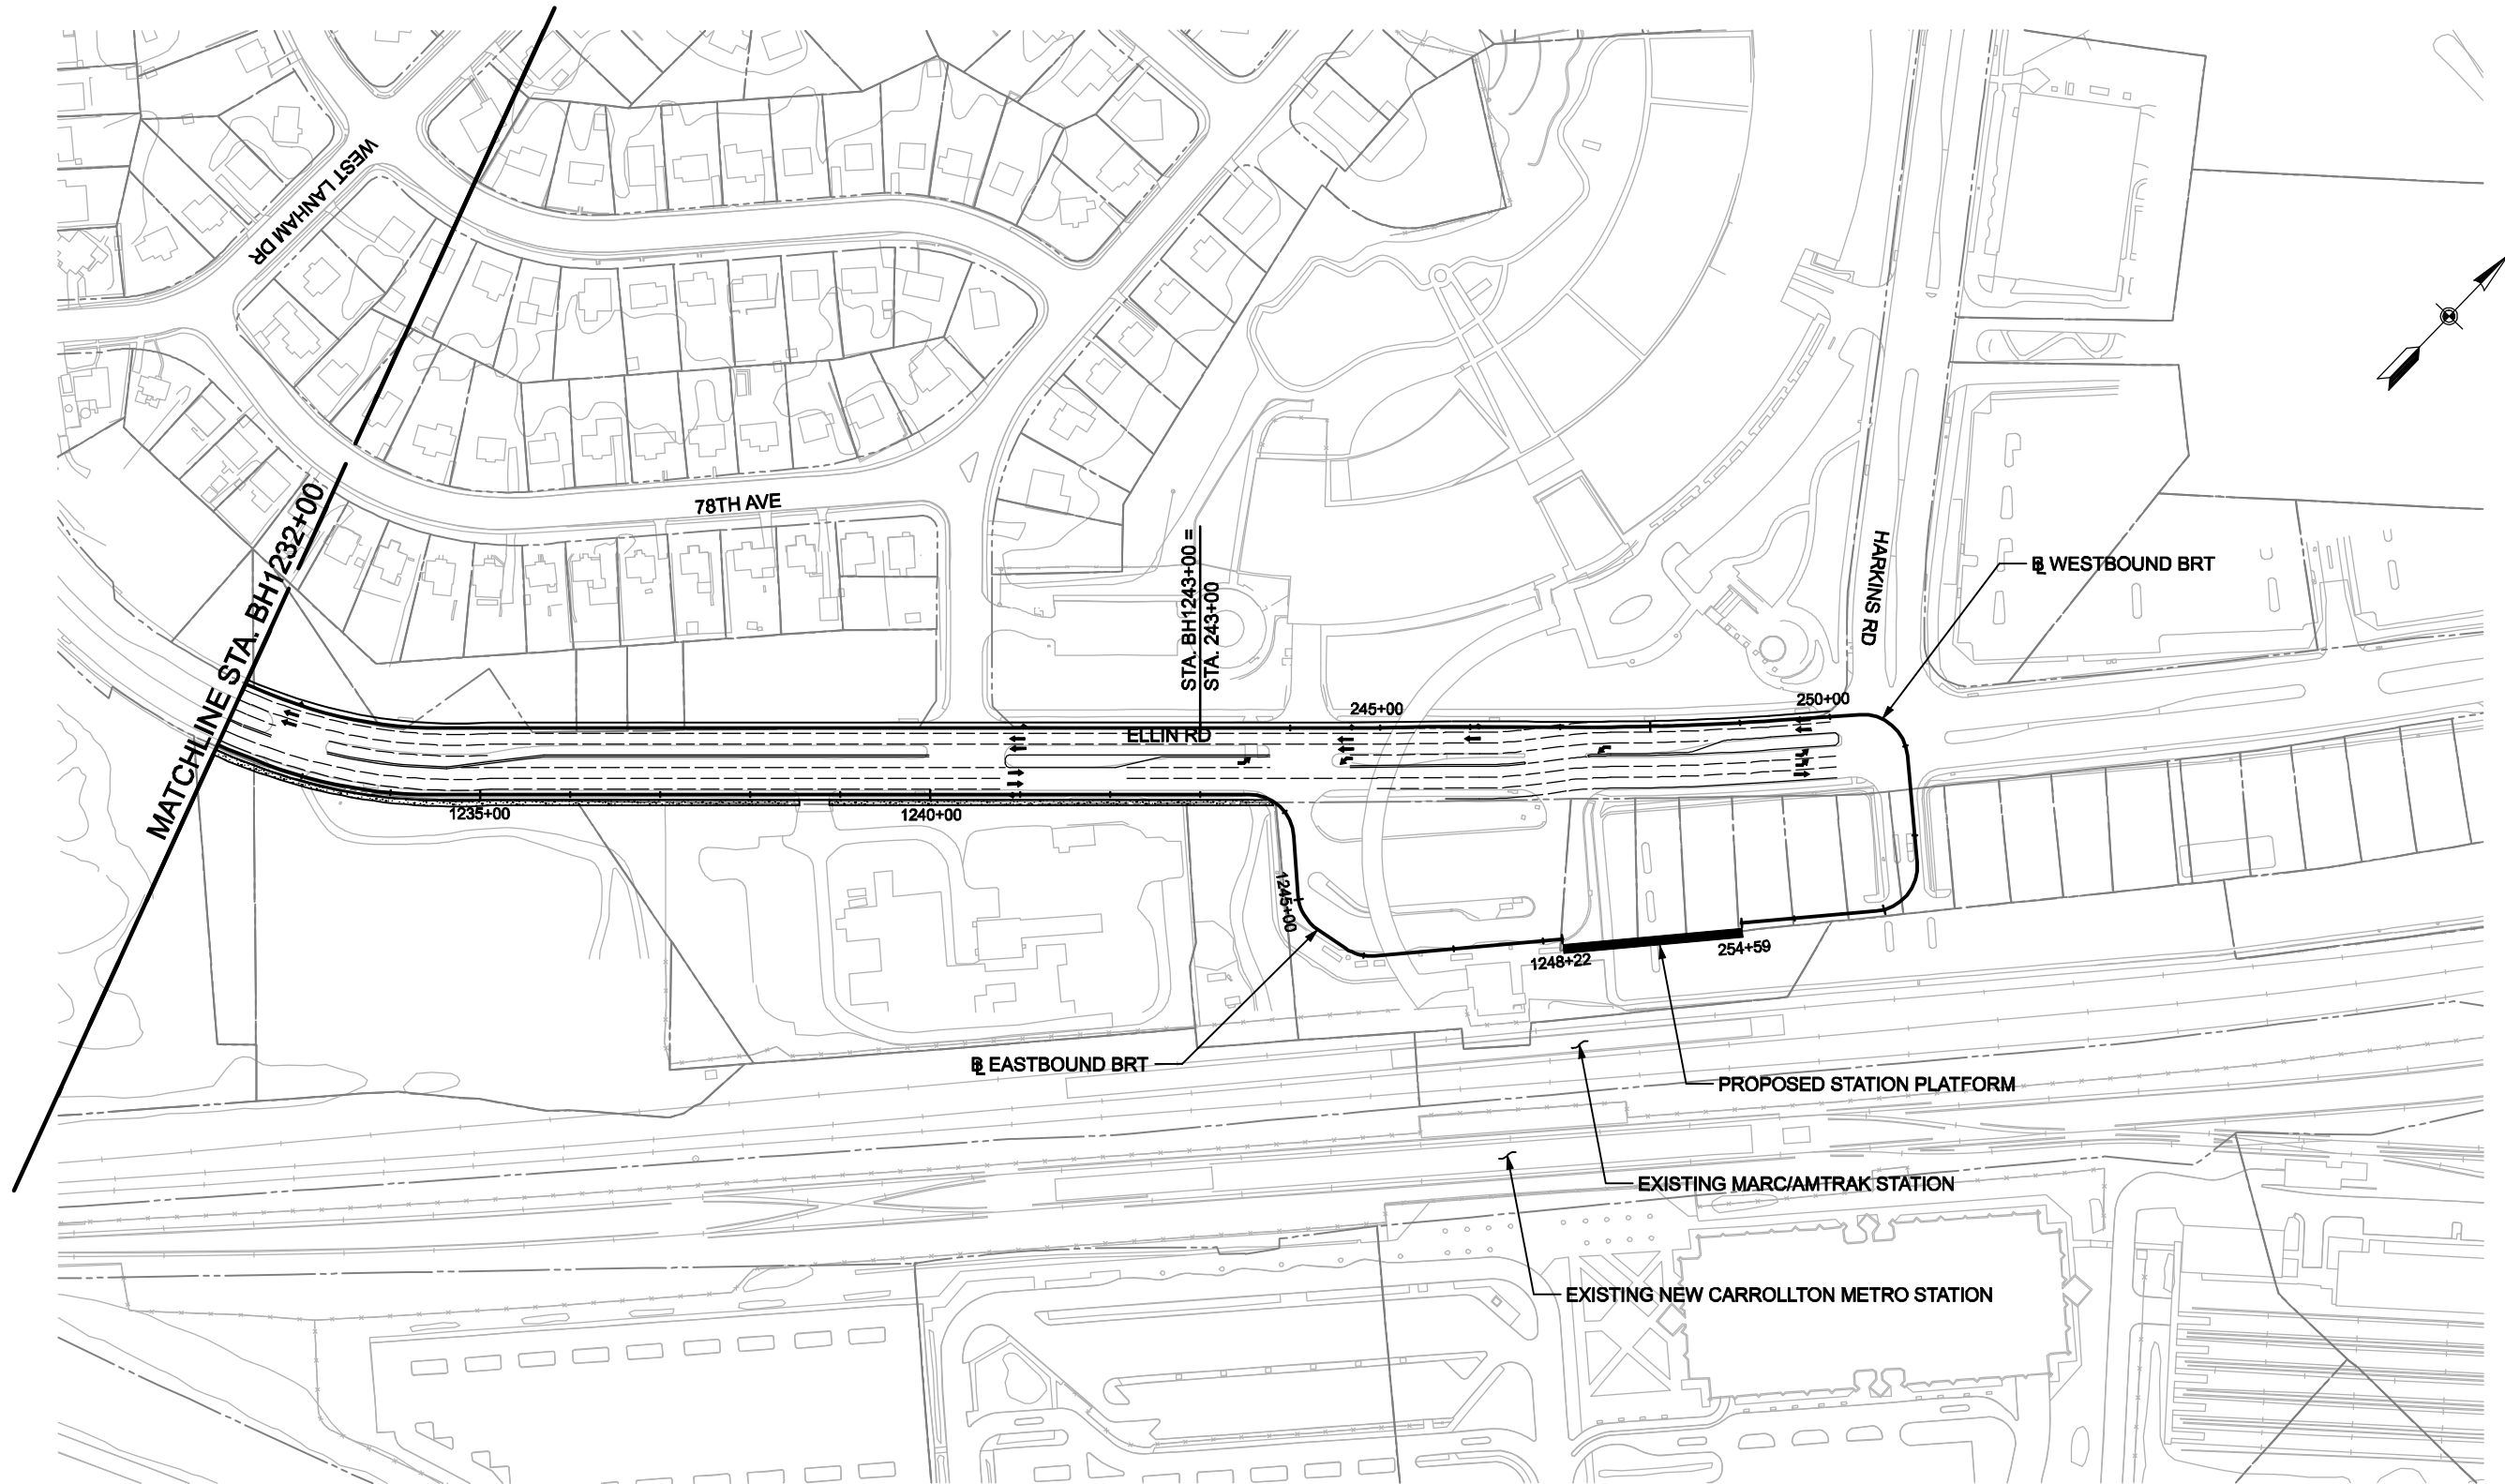 WEST LANHAM DR
78TH AVE
MATCHLINE STA. BH1232+00
STA. BH1243+00 =
STA. 243+00
HARKINS RD
℄ WESTBOUND BRT
245+00
250+00
ELLIN RD
1235+00
1240+00
1245+00
1248+22
254+59
℄ EASTBOUND BRT
PROPOSED STATION PLATFORM
EXISTING MARC/AMTRAK STATION
EXISTING NEW CARROLLTON METRO STATION